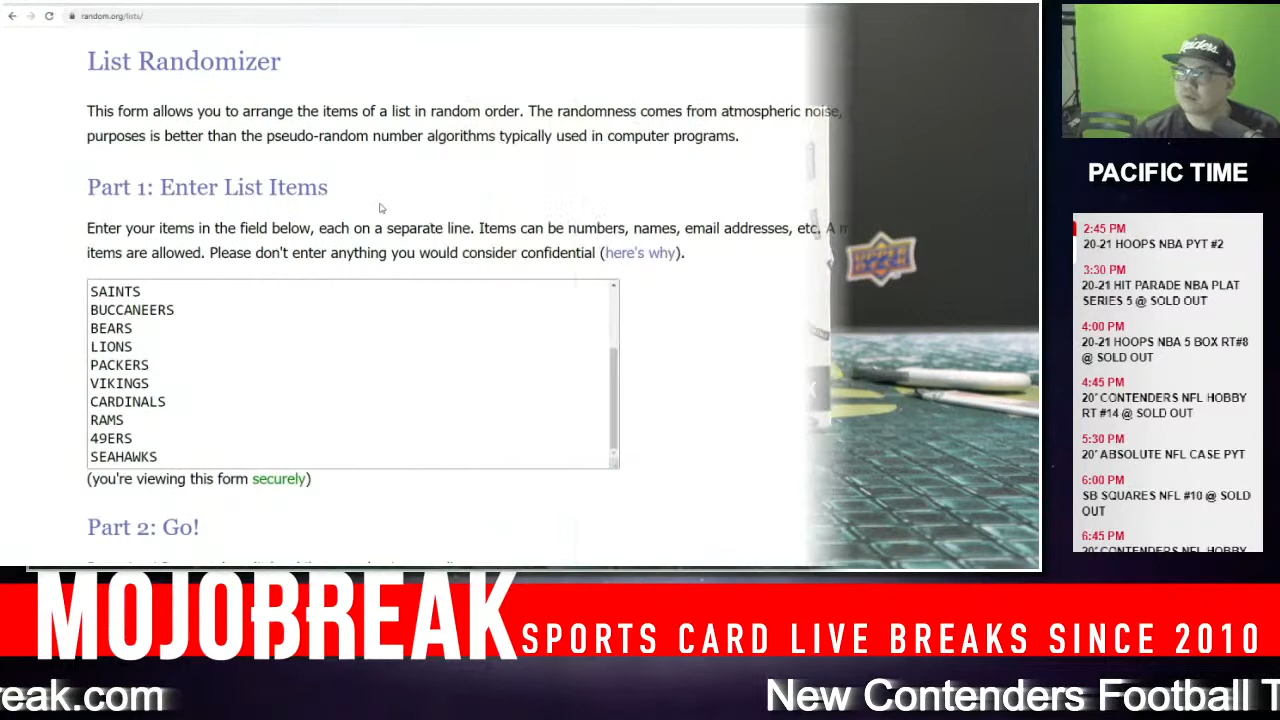 random.org/lists/
List Randomizer
This form allows you to arrange the items of a list in random order. The randomness comes from atmospheric noise,
purposes is better than the pseudo-random number algorithms typically used in computer programs.
Part 1: Enter List Items
Enter your items in the field below, each on a separate line. Items can be numbers, names, email addresses, etc. A m
items are allowed. Please don't enter anything you would consider confidential (here's why).
SAINTS
BUCCANEERS
BEARS
LIONS
PACKERS
VIKINGS
CARDINALS
RAMS
49ERS
SEAHAWKS
(you're viewing this form securely)
Part 2: Go!
Raiders
PACIFIC TIME
2:45 PM
20-21 HOOPS NBA PYT #2
3:30 PM
20-21 HIT PARADE NBA PLAT
SERIES 5 @ SOLD OUT
4:00 PM
20-21 HOOPS NBA 5 BOX RT#8
@ SOLD OUT
4:45 PM
20' CONTENDERS NFL HOBBY
RT #14 @ SOLD OUT
5:30 PM
20' ABSOLUTE NFL CASE PYT
6:00 PM
SB SQUARES NFL #10 @ SOLD
OUT
6:45 PM
20' CONTENDERS NFL HOBBY
MOJOBREAK
SPORTS CARD LIVE BREAKS SINCE 2010
reak.com
New Contenders Football T